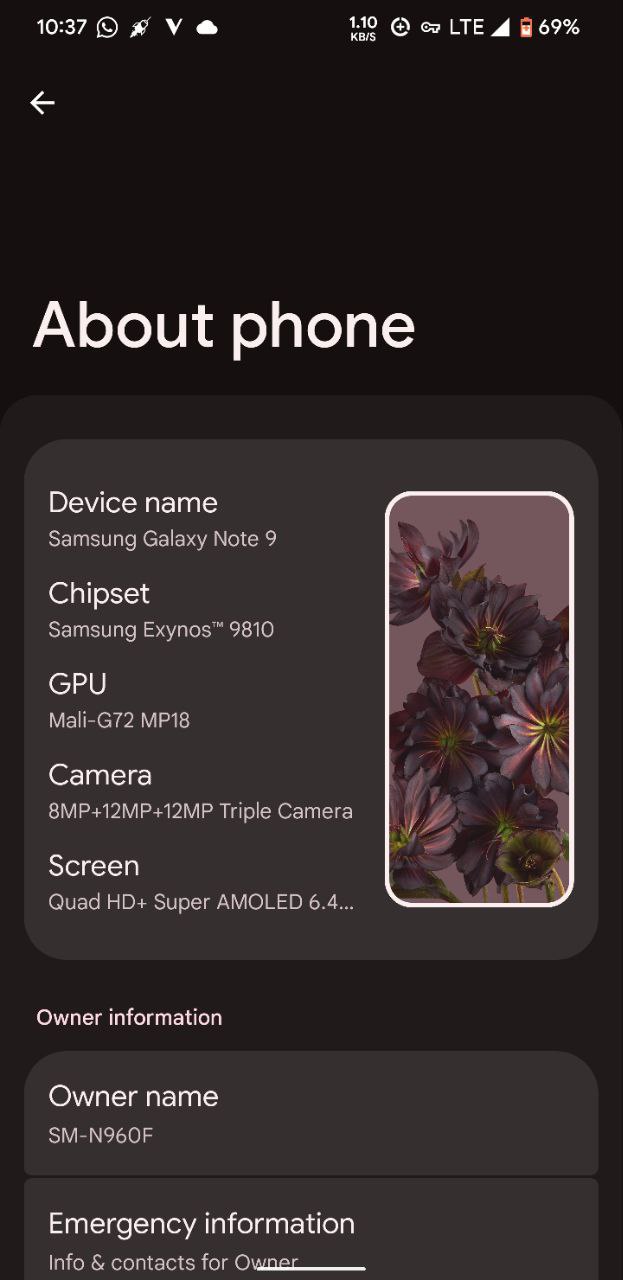 10:37 1.10 KB/S LTE 69%
About phone
Device name
Samsung Galaxy Note 9
Chipset
Samsung Exynos™ 9810
GPU
Mali-G72 MP18
Camera
8MP+12MP+12MP Triple Camera
Screen
Quad HD+ Super AMOLED 6.4...
Owner information
Owner name
SM-N960F
Emergency information
Info & contacts for Owner